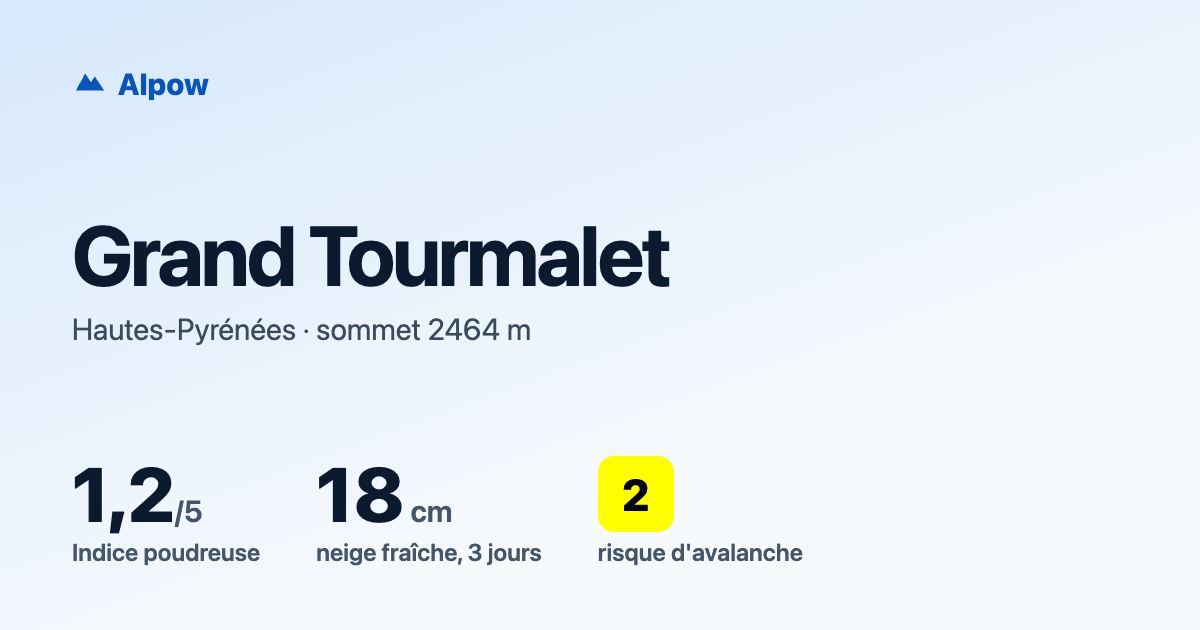 Alpow
Grand Tourmalet
Hautes-Pyrénées · sommet 2464 m
1,2/5
18 cm
2
Indice poudreuse
neige fraîche, 3 jours
risque d'avalanche